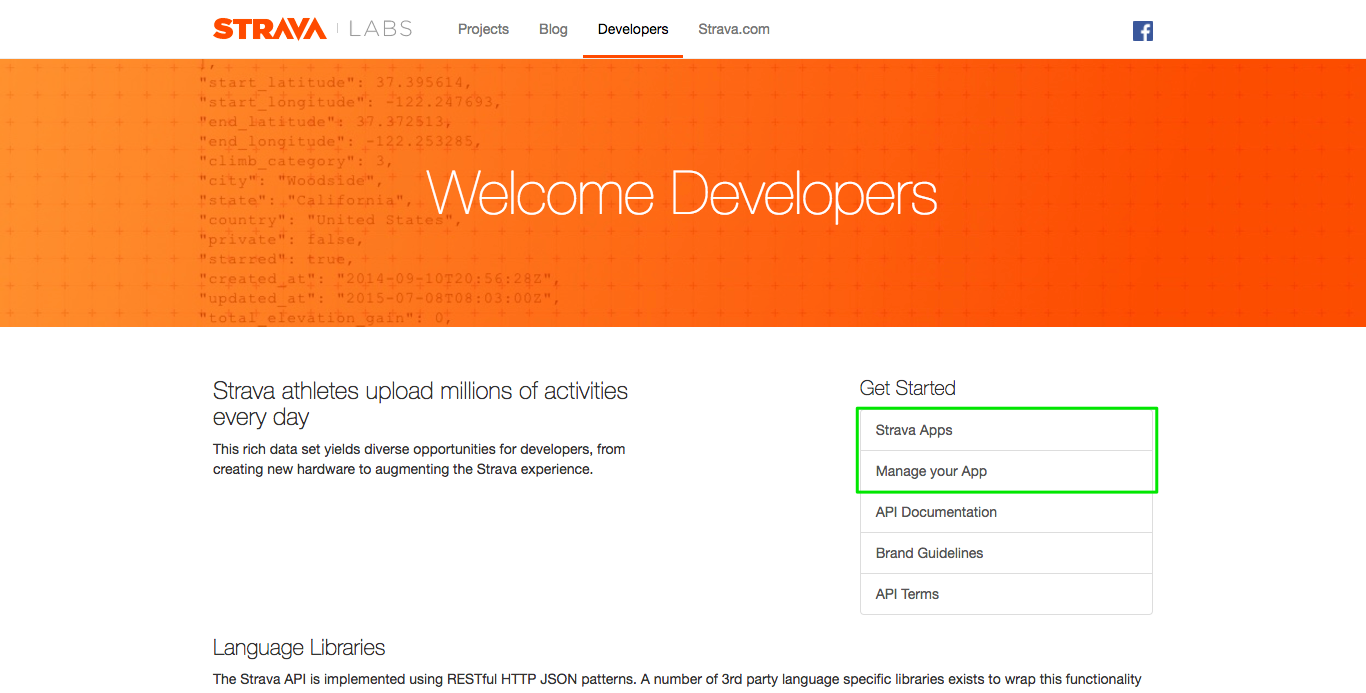 STRAVA LABS Projects Blog Developers Strava.com
],
"start_latitude": 37.395614,
"start_longitude": -122.247693,
"end_latitude": 37.372513,
"end_longitude": -122.253285,
"climb_category": 3,
"city": "Woodside",
"state": "California",
"country": "United States",
"private": false,
"starred": true,
"created_at": "2014-09-10T20:56:28Z",
"updated_at": "2015-07-08T08:03:00Z",
"total_elevation_gain": 0,
Welcome Developers
Strava athletes upload millions of activities
every day
This rich data set yields diverse opportunities for developers, from
creating new hardware to augmenting the Strava experience.
Get Started
Strava Apps
Manage your App
API Documentation
Brand Guidelines
API Terms
Language Libraries
The Strava API is implemented using RESTful HTTP JSON patterns. A number of 3rd party language specific libraries exists to wrap this functionality